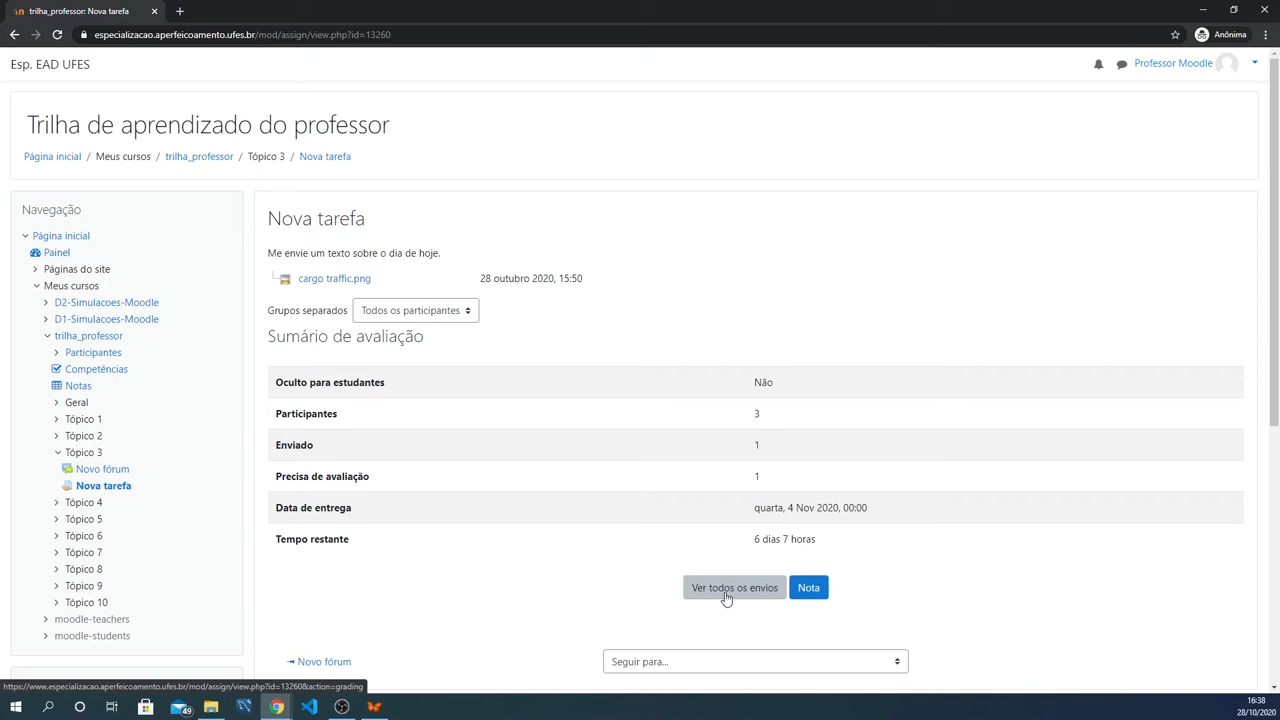 trilha_professor: Nova tarefa
especializacao.aperfeicoamento.ufes.br/mod/assign/view.php?id=13260
Anônima
Esp. EAD UFES
Professor Moodle
Trilha de aprendizado do professor
Página inicial / Meus cursos / trilha_professor / Tópico 3 / Nova tarefa
Navegação
Página inicial
Painel
Páginas do site
Meus cursos
D2-Simulacoes-Moodle
D1-Simulacoes-Moodle
trilha_professor
Participantes
Competências
Notas
Geral
Tópico 1
Tópico 2
Tópico 3
Novo fórum
Nova tarefa
Tópico 4
Tópico 5
Tópico 6
Tópico 7
Tópico 8
Tópico 9
Tópico 10
moodle-teachers
moodle-students
Nova tarefa
Me envie um texto sobre o dia de hoje.
cargo traffic.png 28 outubro 2020, 15:50
Grupos separados Todos os participantes
Sumário de avaliação
Oculto para estudantes Não
Participantes 3
Enviado 1
Precisa de avaliação 1
Data de entrega quarta, 4 Nov 2020, 00:00
Tempo restante 6 dias 7 horas
Ver todos os envios Nota
Novo fórum
Seguir para...
https://www.especializacao.aperfeicoamento.ufes.br/mod/assign/view.php?id=13260&action=grading
49
16:38
28/10/2020